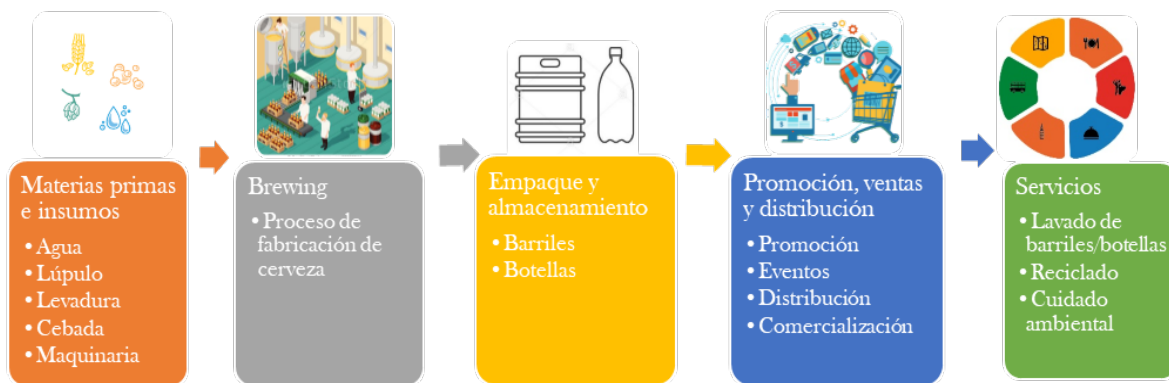 Materias primas
e insumos
• Agua
• Lúpulo
• Levadura
• Cebada
• Maquinaria
Brewing
• Proceso de
fabricación de
cerveza
Empaque y
almacenamiento
• Barriles
• Botellas
Promoción, ventas
y distribución
• Promoción
• Eventos
• Distribución
• Comercialización
Servicios
• Lavado de
barriles/botellas
• Reciclado
• Cuidado
ambiental